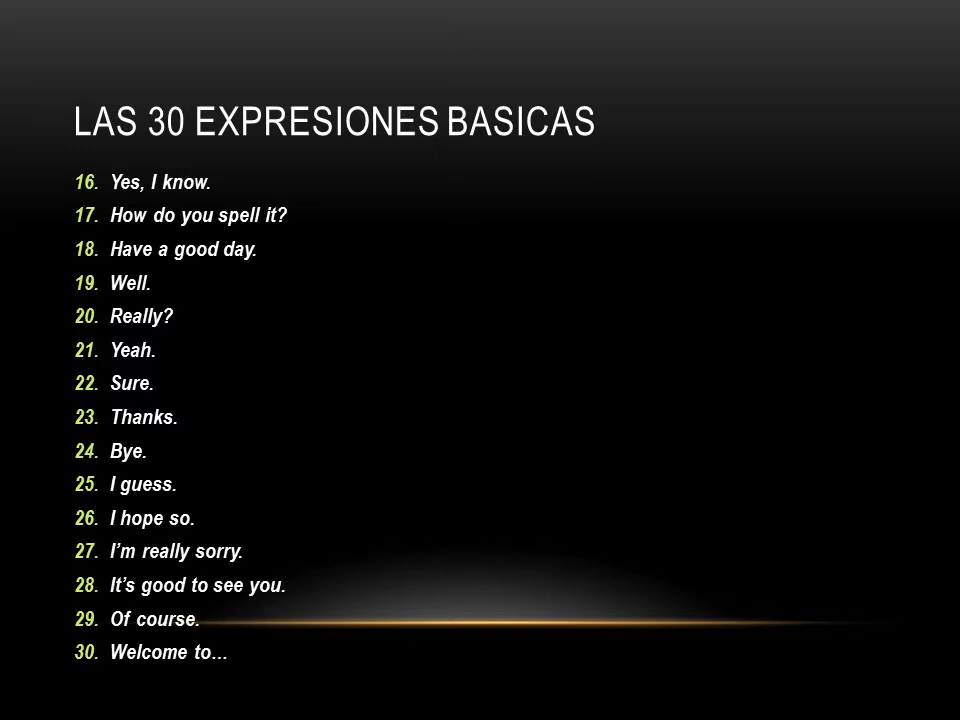 LAS 30 EXPRESIONES BASICAS
16. Yes, I know.
17. How do you spell it?
18. Have a good day.
19. Well.
20. Really?
21. Yeah.
22. Sure.
23. Thanks.
24. Bye.
25. I guess.
26. I hope so.
27. I’m really sorry.
28. It’s good to see you.
29. Of course.
30. Welcome to…